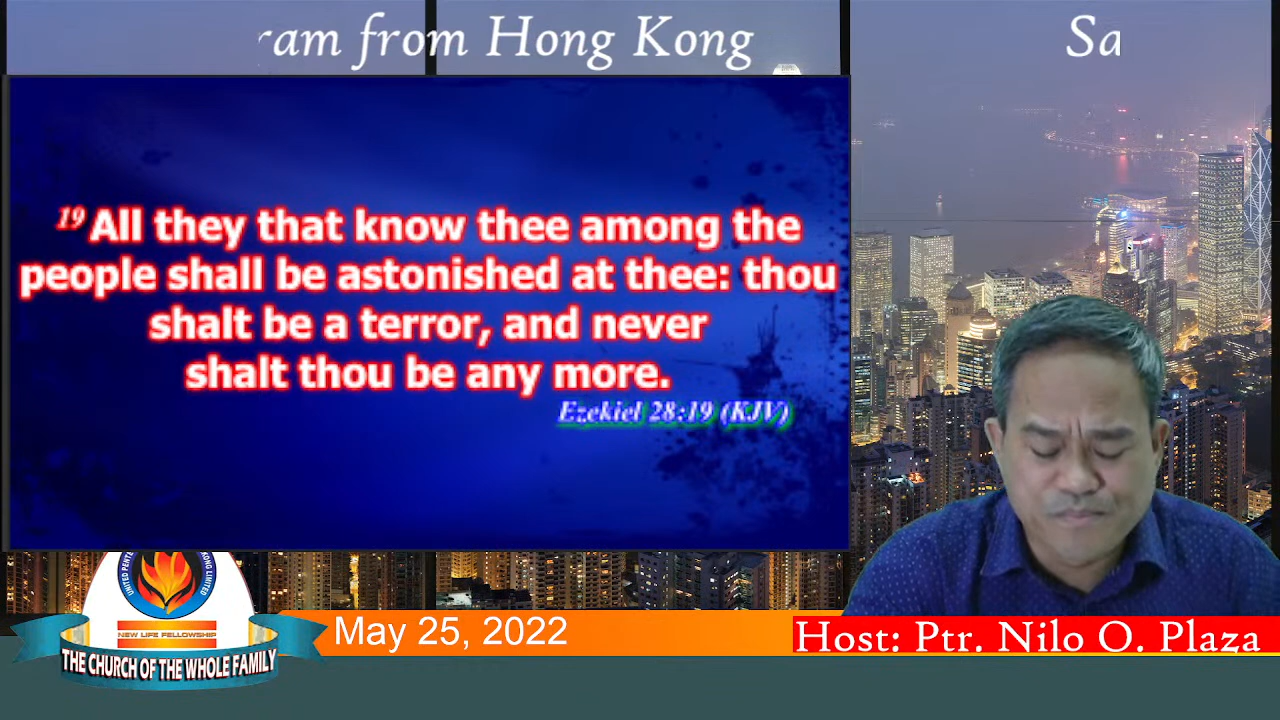 ram from Hong Kong
Sa
19 All they that know thee among the
people shall be astonished at thee: thou
shalt be a terror, and never
shalt thou be any more.
Ezekiel 28:19 (KJV)
NEW LIFE FELLOWSHIP
THE CHURCH OF THE WHOLE FAMILY
May 25, 2022
Host: Ptr. Nilo O. Plaza